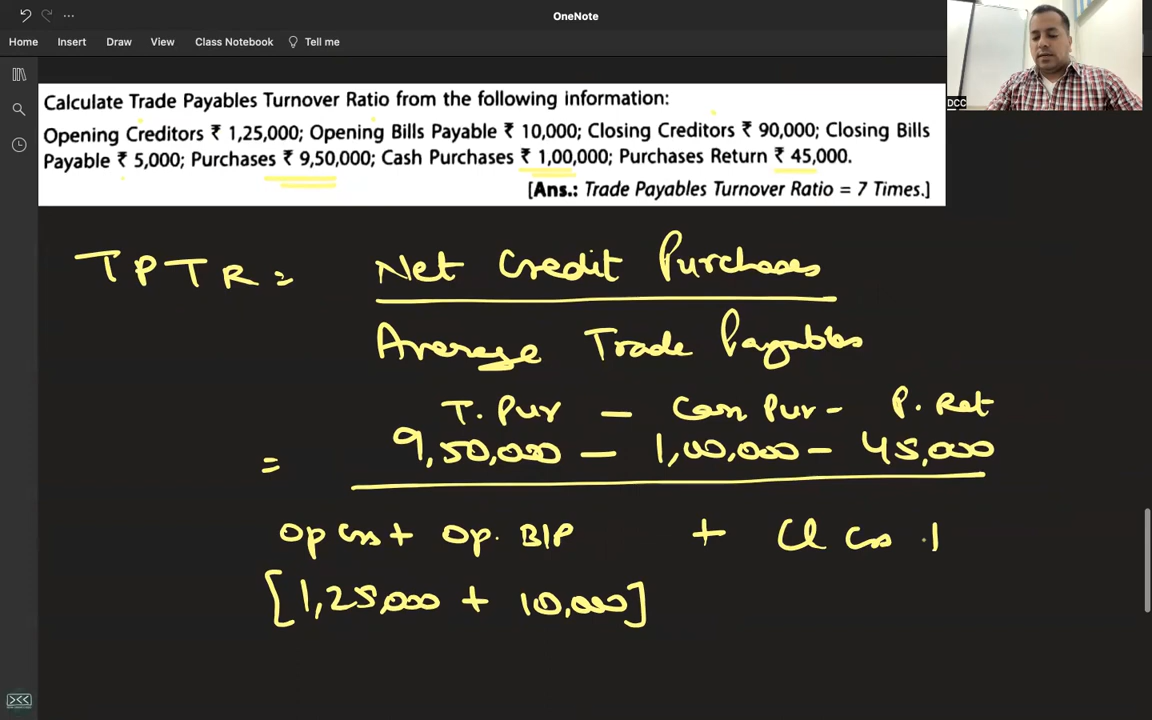 OneNote
Home Insert Draw View Class Notebook Tell me
DCC
Calculate Trade Payables Turnover Ratio from the following information:
Opening Creditors ₹ 1,25,000; Opening Bills Payable ₹ 10,000; Closing Creditors ₹ 90,000; Closing Bills
Payable ₹ 5,000; Purchases ₹ 9,50,000; Cash Purchases ₹ 1,00,000; Purchases Return ₹ 45,000.
[Ans.: Trade Payables Turnover Ratio = 7 Times.]
TPTR = Net Credit Purchases
Average Trade Payables
T. Pur — Cash Pur - P. Ret
= 9,50,000 — 1,00,000 - 45,000
Op Crs + Op. B/P + Cl Crs
[1,25,000 + 10,000]